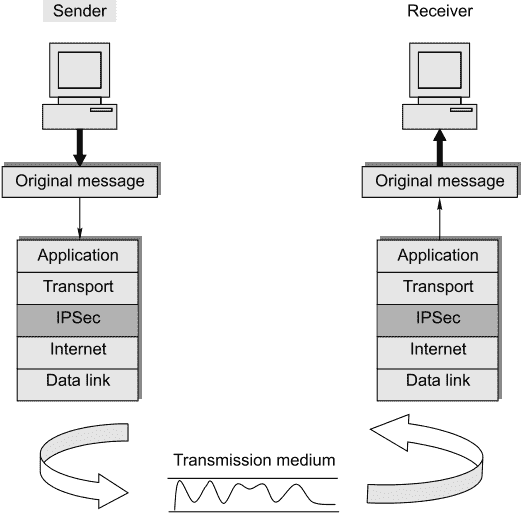 Sender
Receiver
Original message
Original message
Application
Transport
IPSec
Internet
Data link
Application
Transport
IPSec
Internet
Data link
Transmission medium